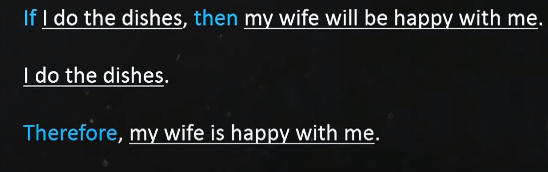 If I do the dishes, then my wife will be happy with me.
I do the dishes.
Therefore, my wife is happy with me.